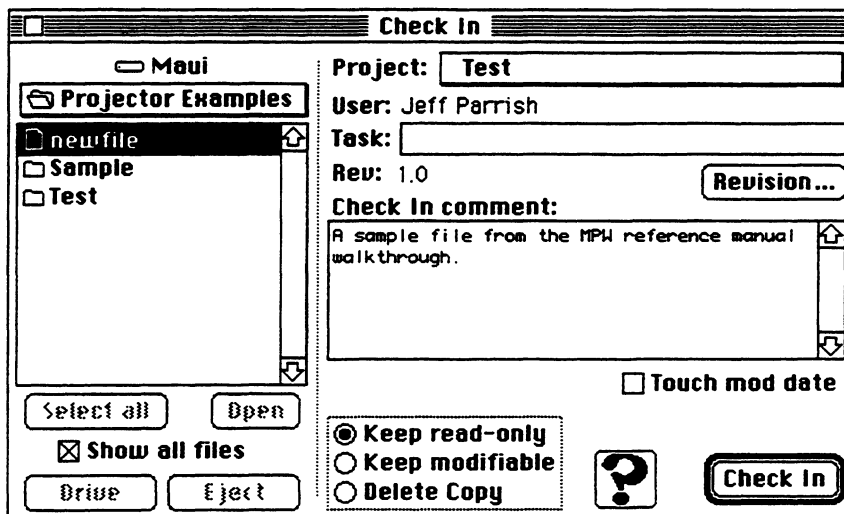 Check In
Maui
Projector Examples
newfile
Sample
Test
Select all
Open
Show all files
Drive
Eject
Project: Test
User: Jeff Parrish
Task:
Rev: 1.0
Revision...
Check In comment:
A sample file from the MPW reference manual
walkthrough.
Touch mod date
Keep read-only
Keep modifiable
Delete Copy
?
Check In